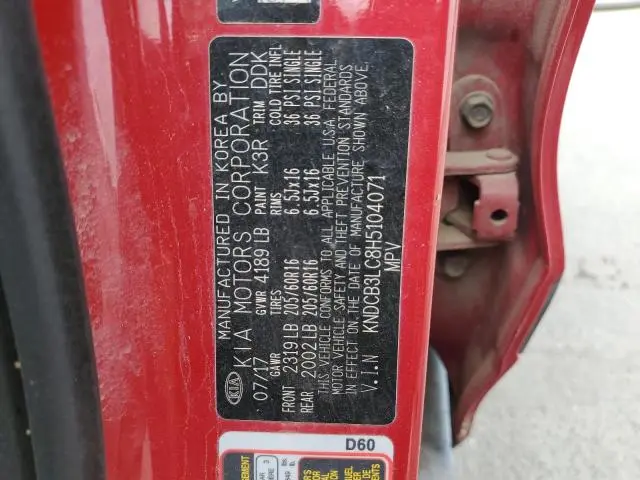 MANUFACTURED IN KOREA BY
KIA KIA MOTORS CORPORATION
07/17 GVWR 4189 LB PAINT K3R TRIM DDK
GAWR TIRES RIMS COLD TIRE INFL
FRONT 2319 LB 205/60R16 6.5Jx16 36 PSI SINGLE
REAR 2002 LB 205/60R16 6.5Jx16 36 PSI SINGLE
THIS VEHICLE CONFORMS TO ALL APPLICABLE U.S.A. FEDERAL
MOTOR VEHICLE SAFETY AND THEFT PREVENTION STANDARDS
IN EFFECT ON THE DATE OF MANUFACTURE SHOWN ABOVE.
V.I.N KNDCB3LC8H5104071
MPV
D60